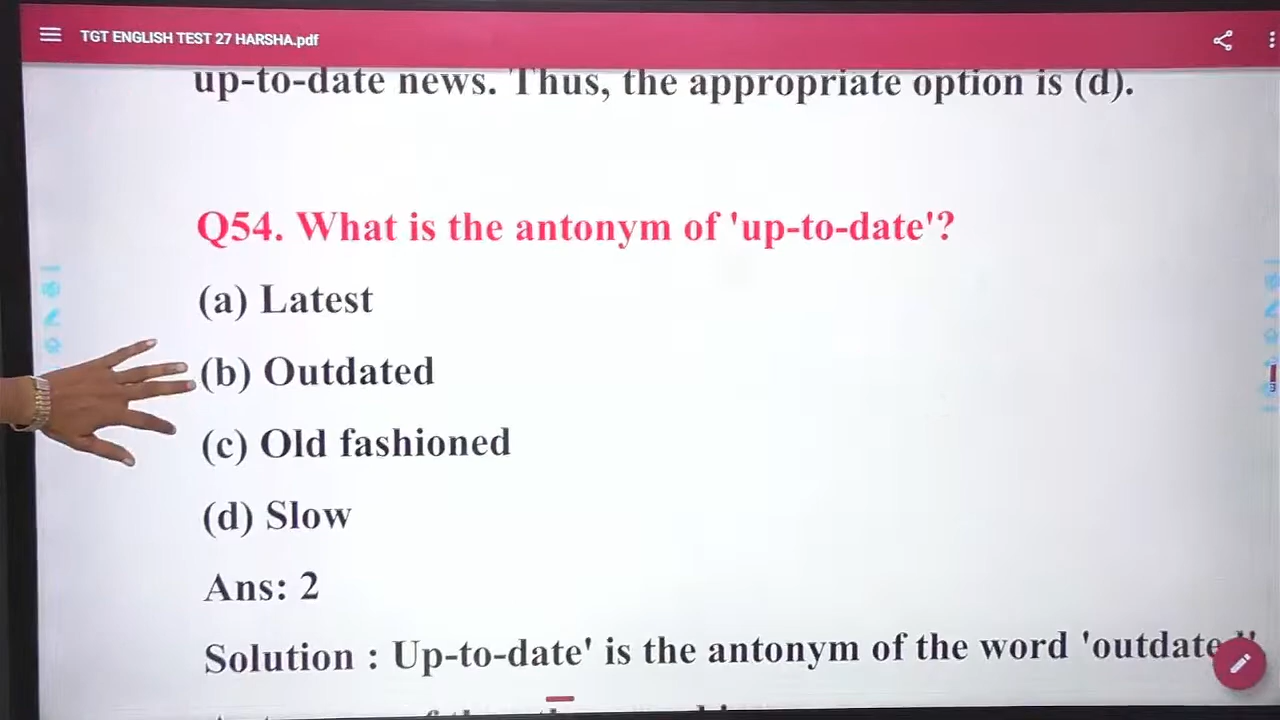 TGT ENGLISH TEST 27 HARSHA.pdf
up-to-date news. Thus, the appropriate option is (d).
Q54. What is the antonym of 'up-to-date'?
(a) Latest
(b) Outdated
(c) Old fashioned
(d) Slow
Ans: 2
Solution : Up-to-date' is the antonym of the word 'outdate